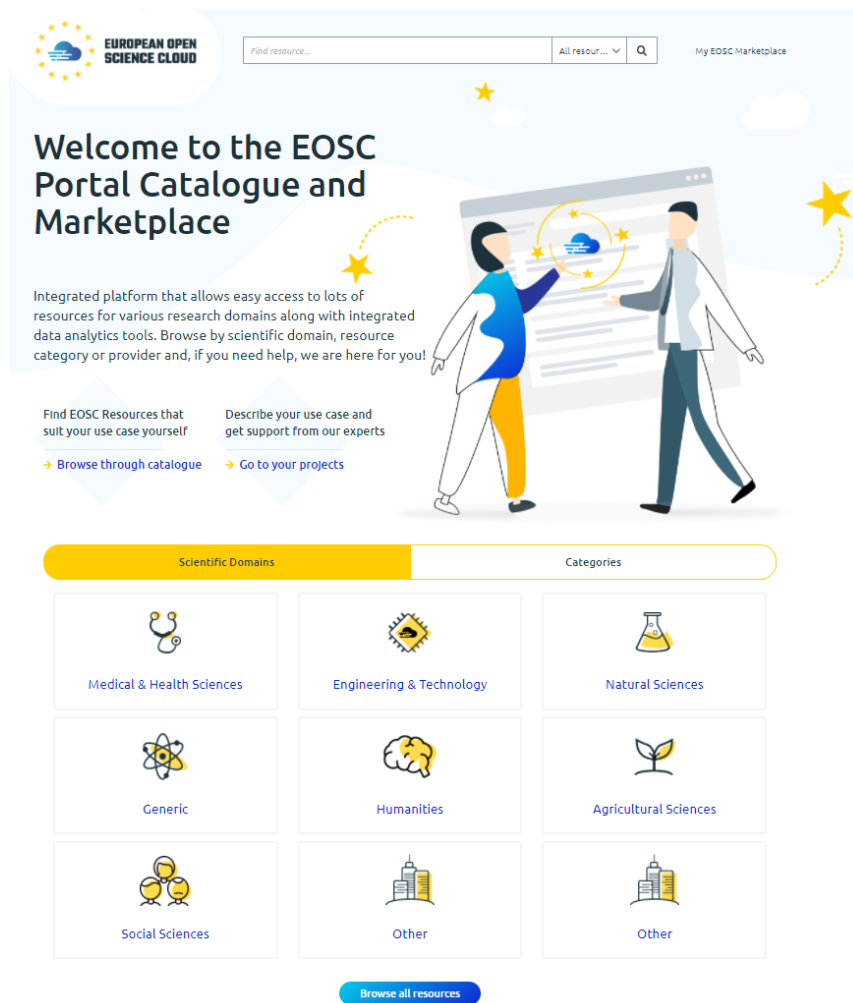 EUROPEAN OPEN
SCIENCE CLOUD
Find resource...
All resour...
My EOSC Marketplace
Welcome to the EOSC
Portal Catalogue and
Marketplace
Integrated platform that allows easy access to lots of
resources for various research domains along with integrated
data analytics tools. Browse by scientific domain, resource
category or provider and, if you need help, we are here for you!
Find EOSC Resources that
suit your use case yourself
→ Browse through catalogue
Describe your use case and
get support from our experts
→ Go to your projects
Scientific Domains
Categories
Medical & Health Sciences
Engineering & Technology
Natural Sciences
Generic
Humanities
Agricultural Sciences
Social Sciences
Other
Other
Browse all resources